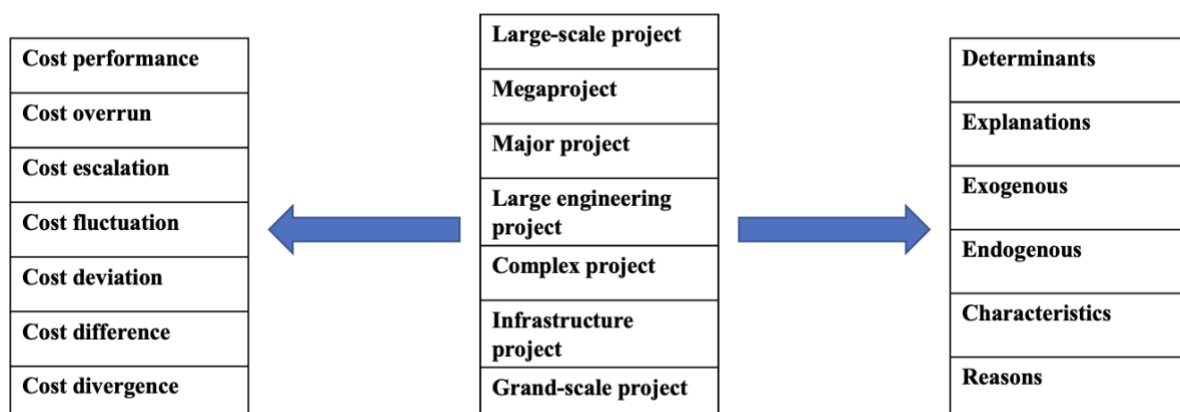 Cost performance
Cost overrun
Cost escalation
Cost fluctuation
Cost deviation
Cost difference
Cost divergence
Large-scale project
Megaproject
Major project
Large engineering
project
Complex project
Infrastructure
project
Grand-scale project
Determinants
Explanations
Exogenous
Endogenous
Characteristics
Reasons